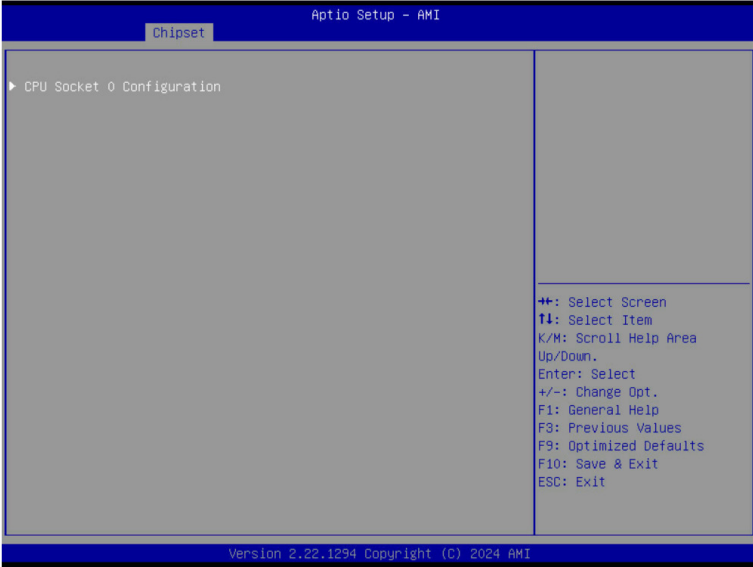 Aptio Setup - AMI
Chipset
CPU Socket 0 Configuration
→←: Select Screen
↑↓: Select Item
K/M: Scroll Help Area
Up/Down.
Enter: Select
+/-: Change Opt.
F1: General Help
F3: Previous Values
F9: Optimized Defaults
F10: Save & Exit
ESC: Exit
Version 2.22.1294 Copyright (C) 2024 AMI